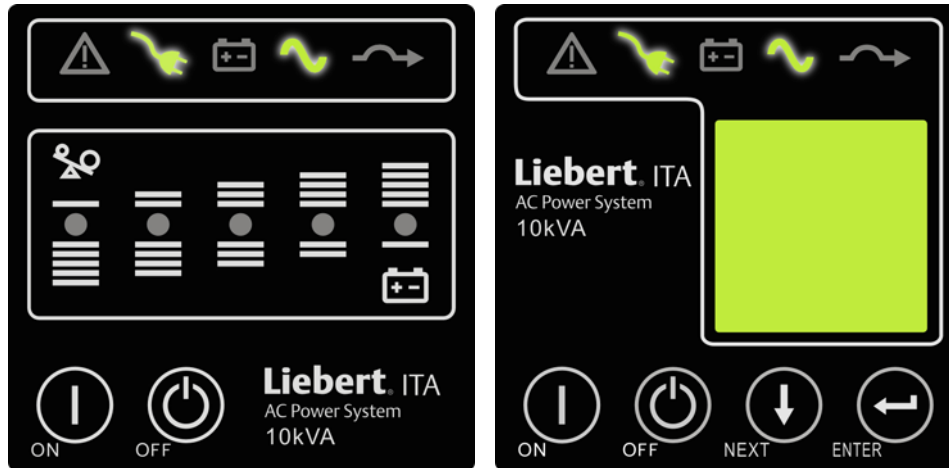 ON
OFF
Liebert® ITA
AC Power System
10kVA
Liebert® ITA
AC Power System
10kVA
ON
OFF
NEXT
ENTER